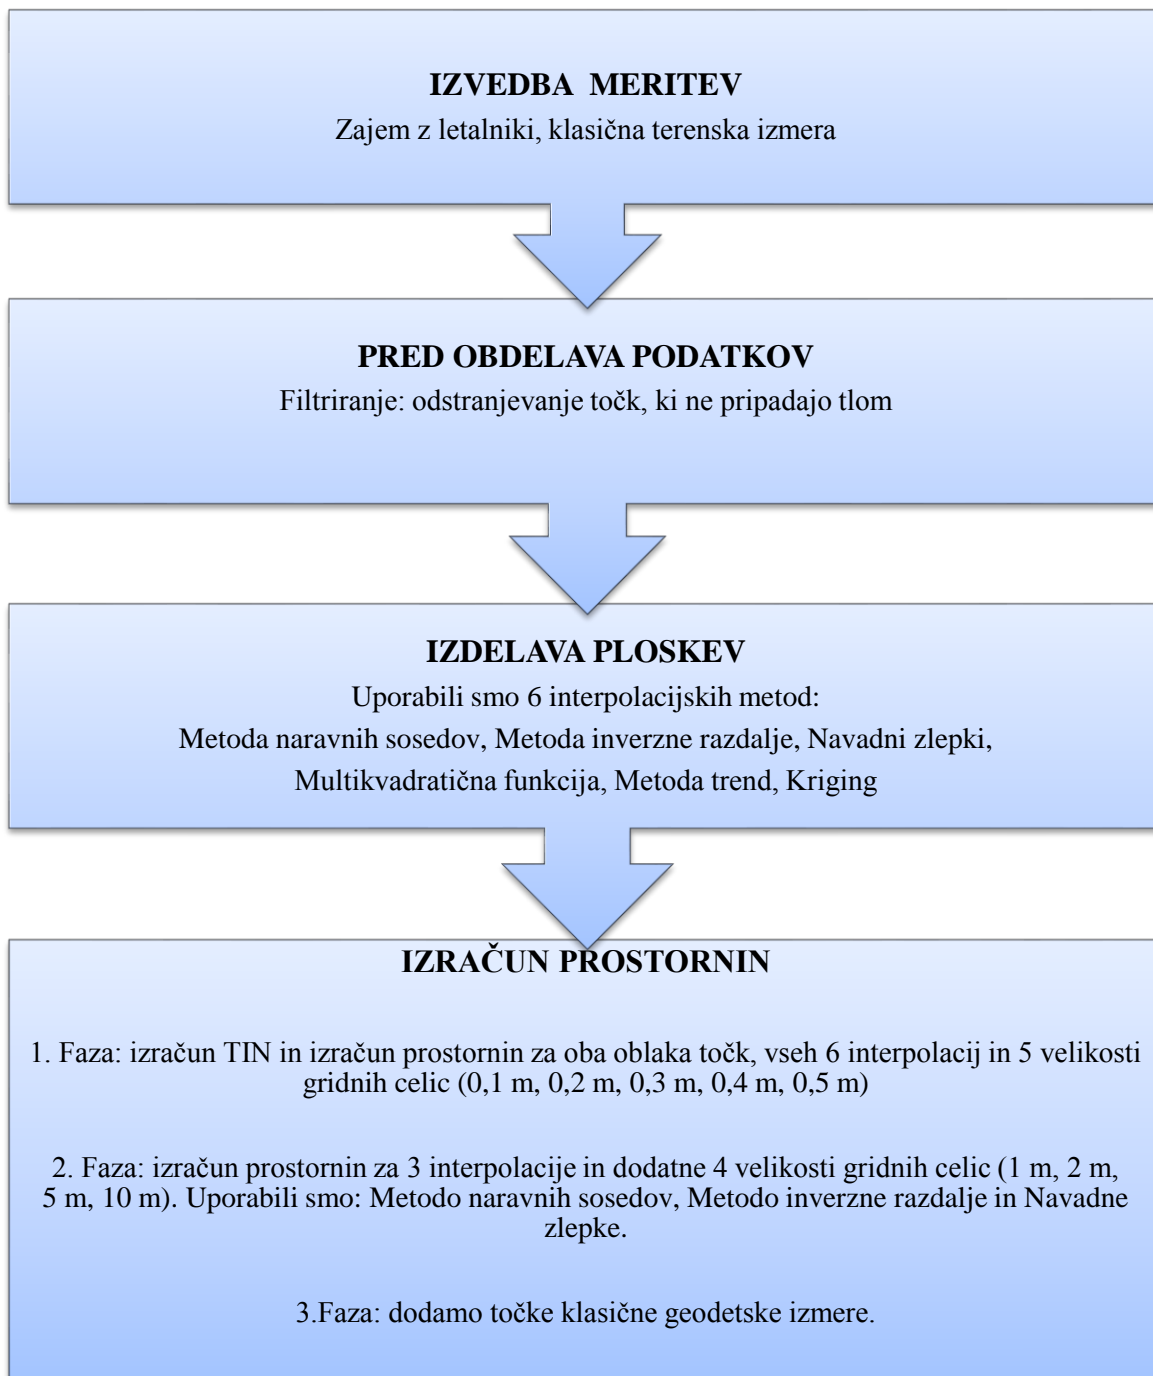 IZVEDBA MERITEV
Zajem z letalniki, klasična terenska izmera
PRED OBDELAVA PODATKOV
Filtriranje: odstranjevanje točk, ki ne pripadajo tlom
IZDELAVA PLOSKEV
Uporabili smo 6 interpolacijskih metod:
Metoda naravnih sosedov, Metoda inverzne razdalje, Navadni zlepki,
Multikvadratična funkcija, Metoda trend, Kriging
IZRAČUN PROSTORNIN
1. Faza: izračun TIN in izračun prostornin za oba oblaka točk, vseh 6 interpolacij in 5 velikosti
gridnih celic (0,1 m, 0,2 m, 0,3 m, 0,4 m, 0,5 m)
2. Faza: izračun prostornin za 3 interpolacije in dodatne 4 velikosti gridnih celic (1 m, 2 m,
5 m, 10 m). Uporabili smo: Metodo naravnih sosedov, Metodo inverzne razdalje in Navadne
zlepke.
3.Faza: dodamo točke klasične geodetske izmere.